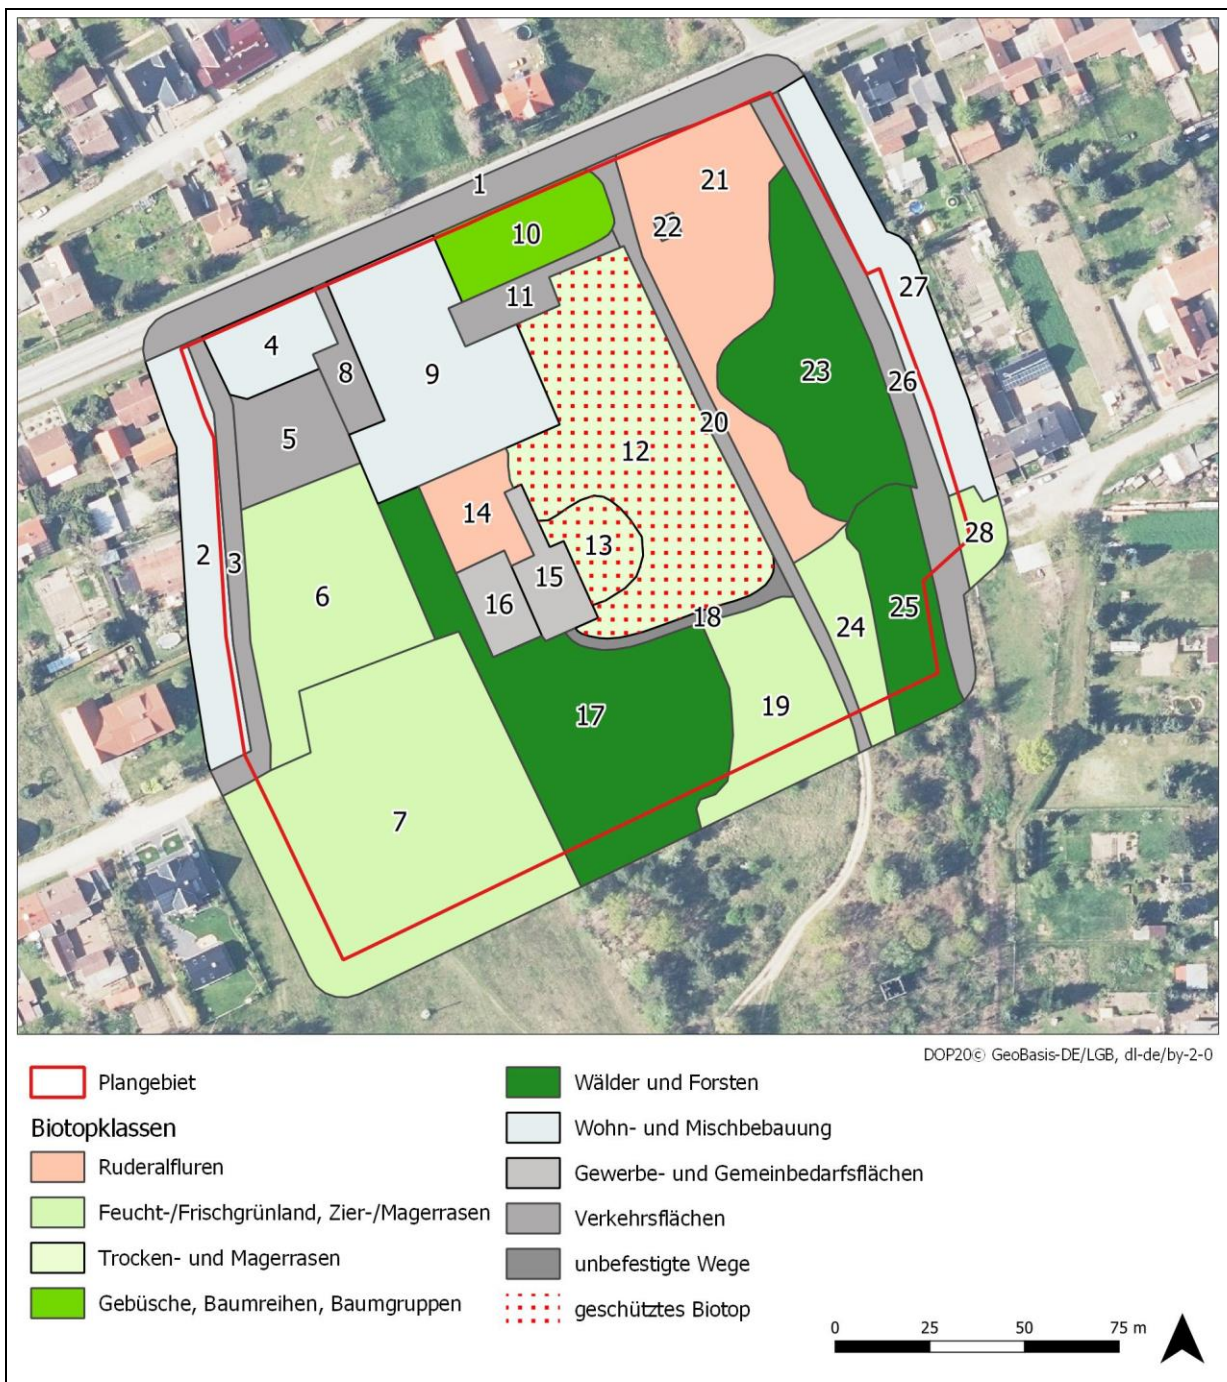 1
21
22
10
11
27
4
8
9
23
26
20
5
12
14
28
2
3
13
15
6
16
18
25
24
19
17
7
DOP20© GeoBasis-DE/LGB, dl-de/by-2-0
Plangebiet
Biotopklassen
Ruderalfluren
Feucht-/Frischgrünland, Zier-/Magerrasen
Trocken- und Magerrasen
Gebüsche, Baumreihen, Baumgruppen
Wälder und Forsten
Wohn- und Mischbebauung
Gewerbe- und Gemeinbedarfsflächen
Verkehrsflächen
unbefestigte Wege
geschütztes Biotop
0 25 50 75 m